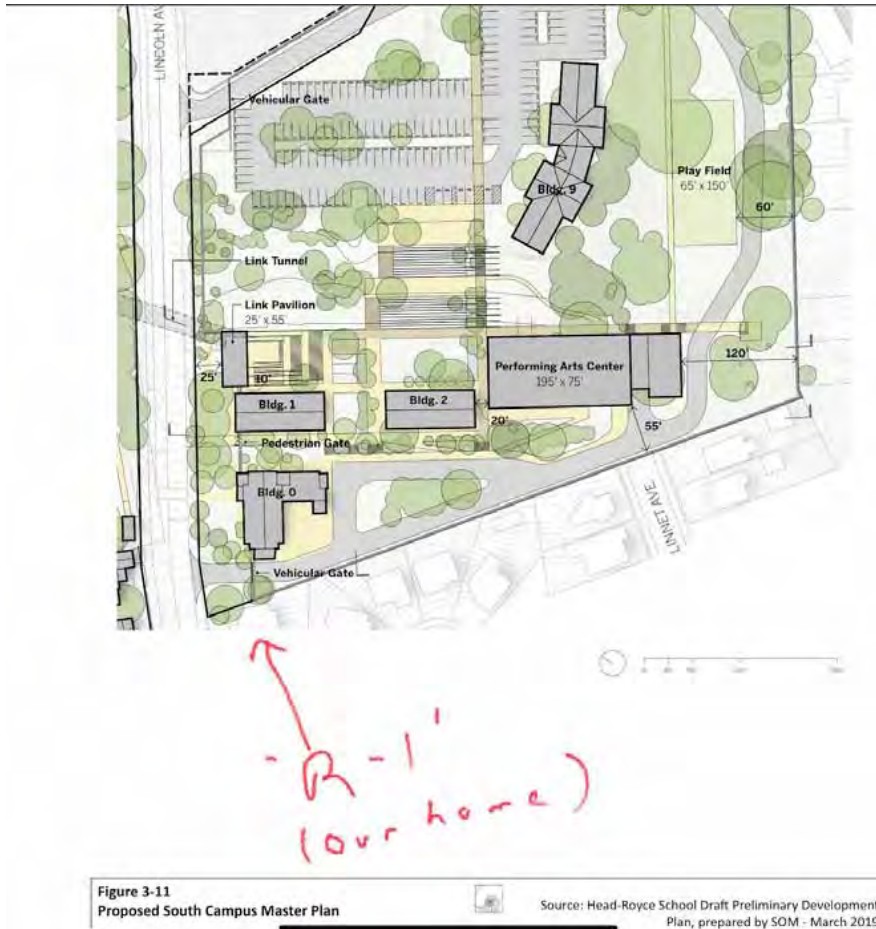 LINCOLN AV
Vehicular Gate
Bldg. 9
Play Field
65' x 150'
60'
Link Tunnel
Link Pavilion
25' x 55'
25'
10'
Performing Arts Center
195' x 75'
120'
Bldg. 1
Bldg. 2
20'
55'
Pedestrian Gate
Bldg. 0
LINNET AVE.
Vehicular Gate
- R-1'
(our home)
Figure 3-11
Proposed South Campus Master Plan
Source: Head-Royce School Draft Preliminary Development
Plan, prepared by SOM - March 2019